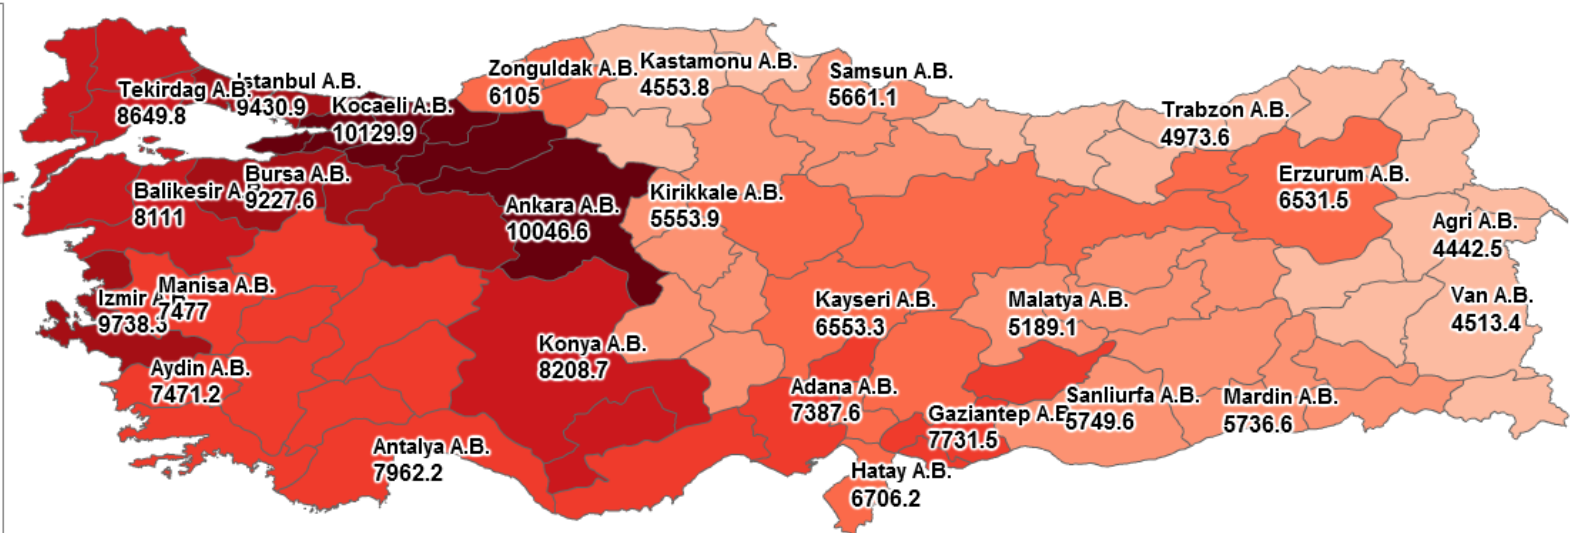 Tekirdag A.B.
8649.8
Istanbul A.B.
9430.9
Kocaeli A.B.
10129.9
Zonguldak A.B.
6105
Kastamonu A.B.
4553.8
Samsun A.B.
5661.1
Trabzon A.B.
4973.6
Balikesir A.B.
8111
Bursa A.B.
9227.6
Ankara A.B.
10046.6
Kirikkale A.B.
5553.9
Erzurum A.B.
6531.5
Agri A.B.
4442.5
Izmir A.B.
9738.3
Manisa A.B.
7477
Kayseri A.B.
6553.3
Malatya A.B.
5189.1
Van A.B.
4513.4
Konya A.B.
8208.7
Aydin A.B.
7471.2
Adana A.B.
7387.6
Gaziantep A.B.
7731.5
Sanliurfa A.B.
5749.6
Mardin A.B.
5736.6
Antalya A.B.
7962.2
Hatay A.B.
6706.2